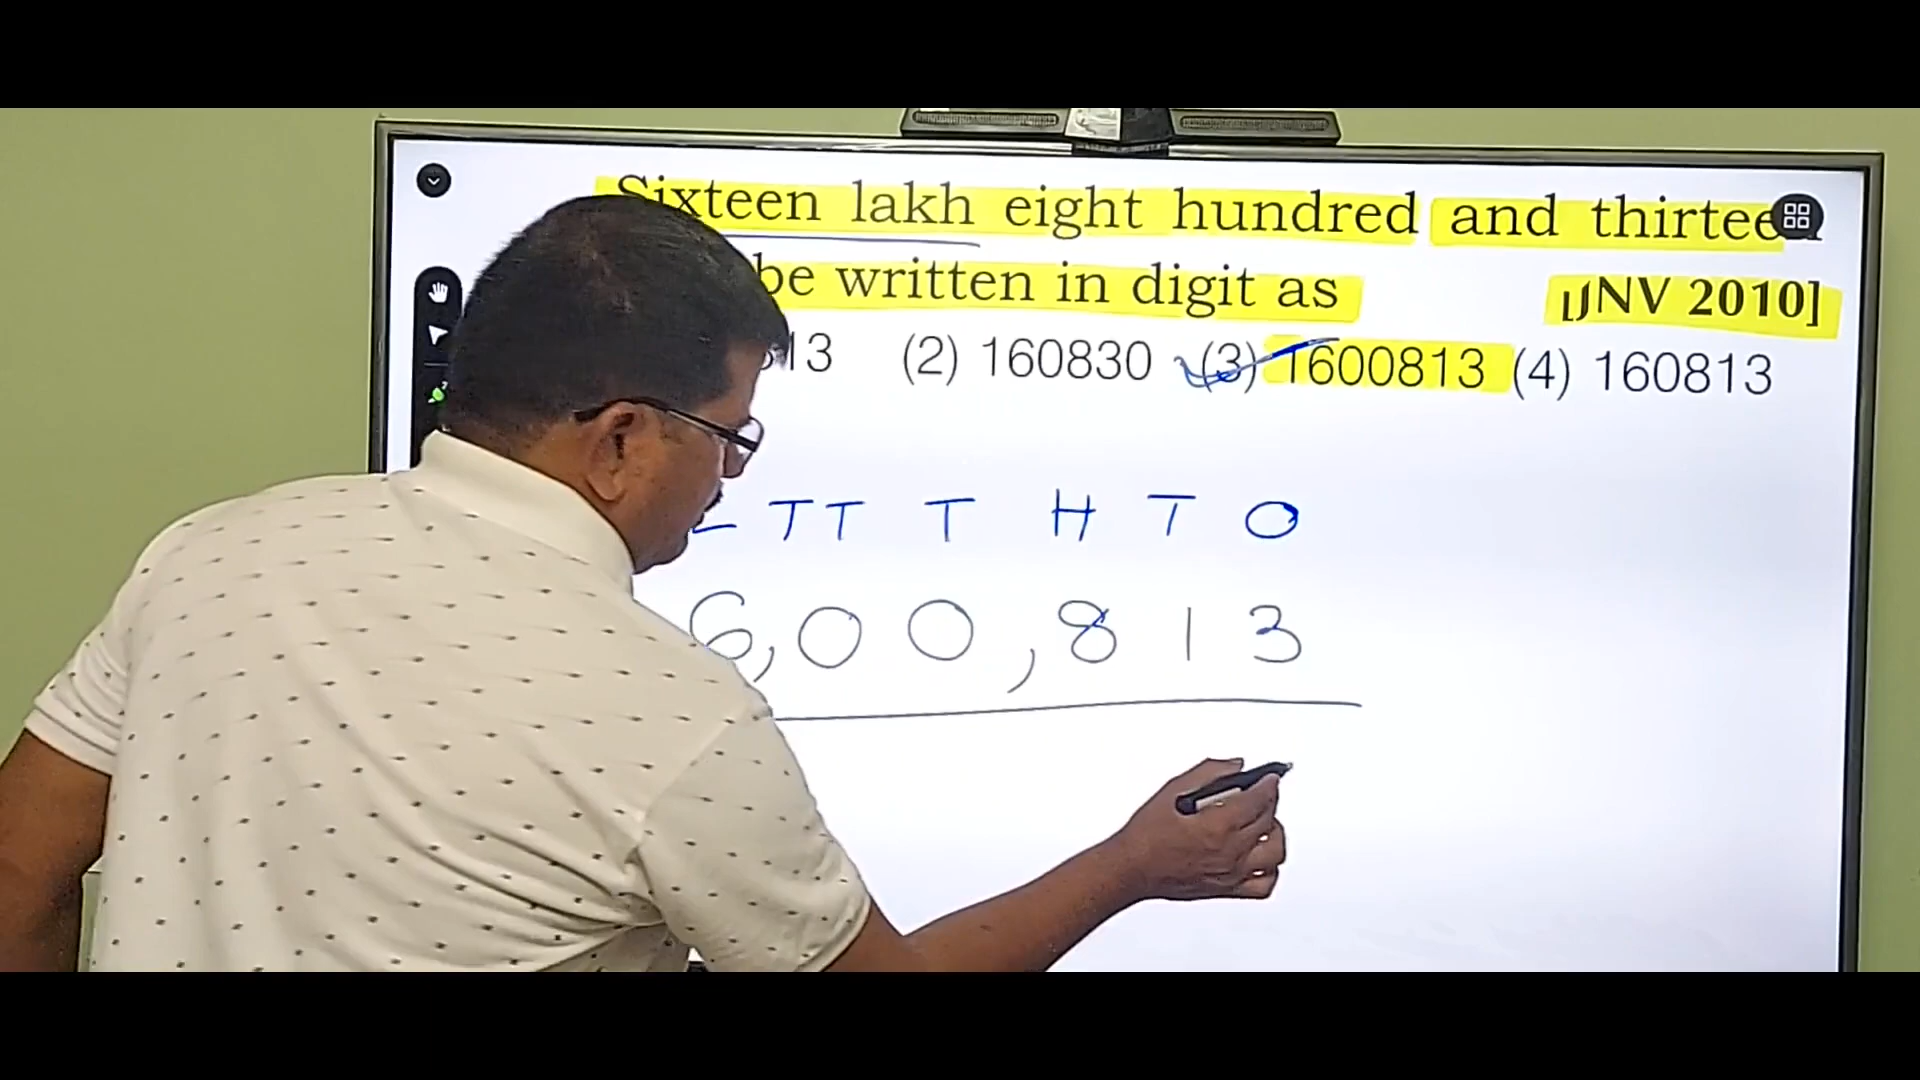 Sixteen lakh eight hundred and thirteen
be written in digit as [JNV 2010]
13 (2) 160830 (3) 1600813 (4) 160813
TT T H T O
6,00,813